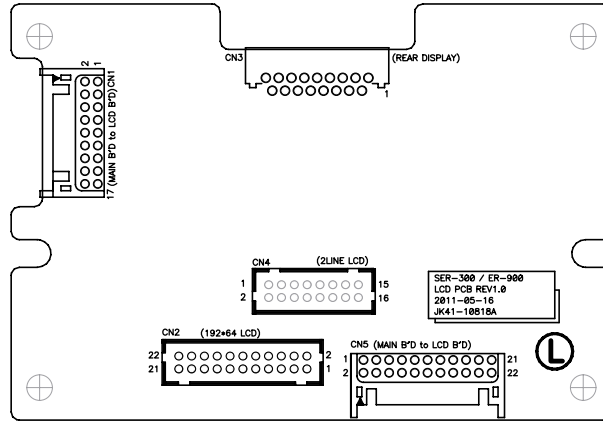 CN3 (REAR DISPLAY)
1
2 1
CN1
17 (MAIN B'D to LCD B'D)
CN4 (2LINE LCD)
1 15
2 16
SER-300 / ER-900
LCD PCB REV1.0
2011-05-16
JK41-10818A
L
CN2 (192*64 LCD)
22 2
21 1
CN5 (MAIN B'D to LCD B'D)
1 21
2 22